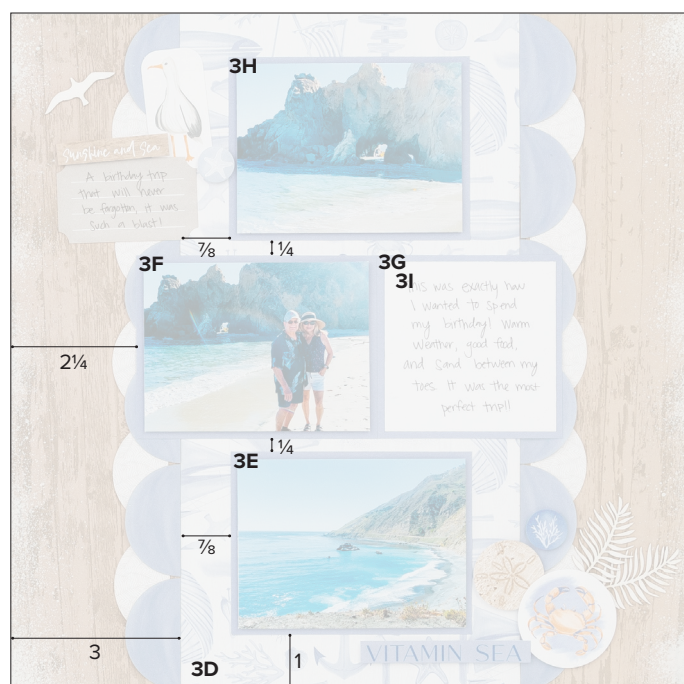 3H
sunshine and sea
A birthday trip
that will never
be forgotten, it was
such a blast!
⅞
¼
3F
3G
3I
This was exactly how
I wanted to spend
my birthday! Warm
weather, good food,
and sand between my
toes. It was the most
perfect trip!!
2¼
¼
3E
⅞
3
3D
1
VITAMIN SEA